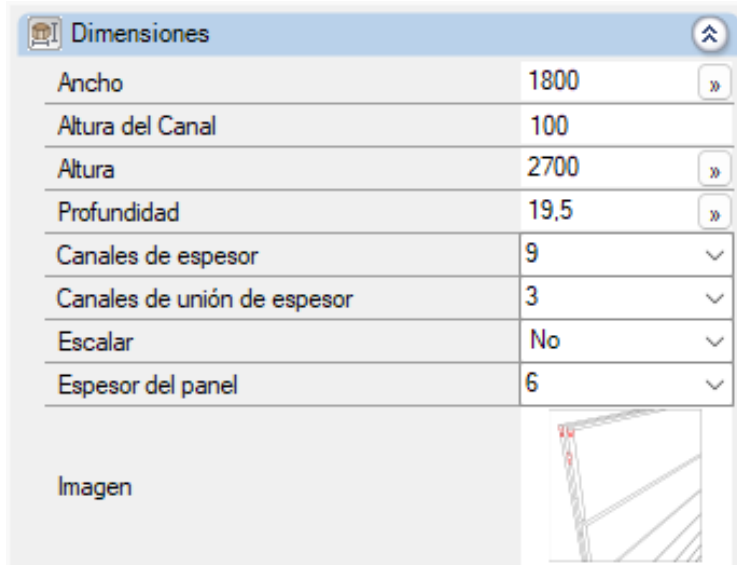 Dimensiones
Ancho 1800 »
Altura del Canal 100
Altura 2700 »
Profundidad 19,5 »
Canales de espesor 9
Canales de unión de espesor 3
Escalar No
Espesor del panel 6
Imagen